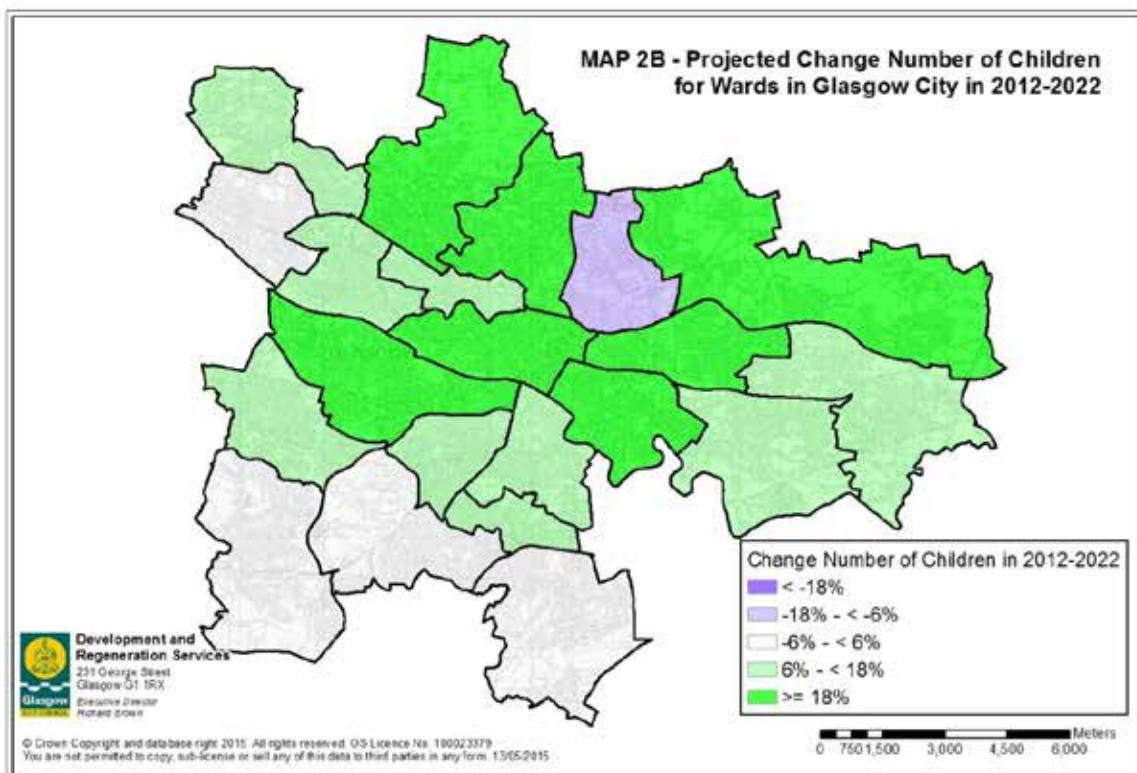 MAP 2B - Projected Change Number of Children
for Wards in Glasgow City in 2012-2022
Change Number of Children in 2012-2022
< -18%
-18% - < -6%
-6% - < 6%
6% - < 18%
>= 18%
Development and
Regeneration Services
231 George Street
Glasgow G1 1RX
Executive Director
Richard Brown
Glasgow
CITY COUNCIL
Meters
0 750 1,500 3,000 4,500 6,000
© Crown Copyright and database right 2015. All rights reserved. OS Licence No. 100023379
You are not permitted to copy, sub-license or sell any of this data to third parties in any form. 13/05/2015